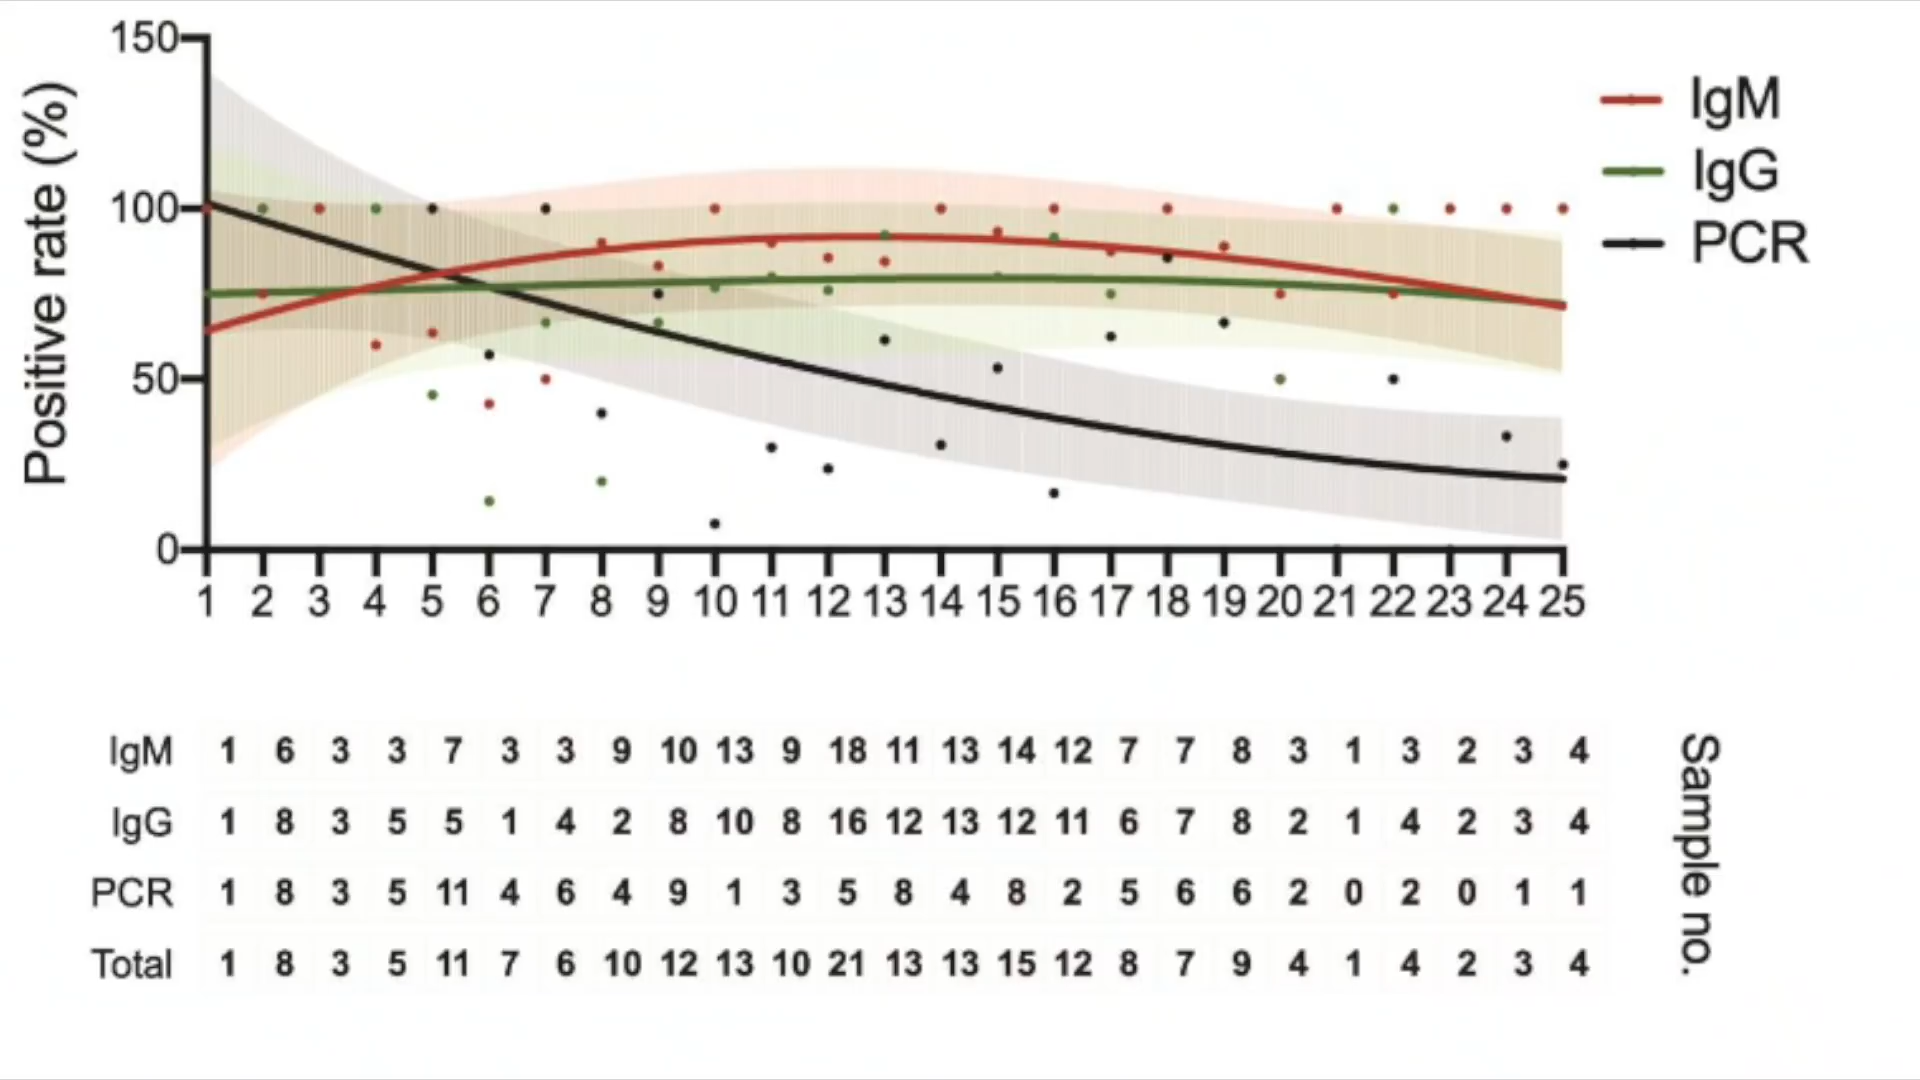 Positive rate (%)
150
100
50
0
IgM
IgG
PCR
1 2 3 4 5 6 7 8 9 10 11 12 13 14 15 16 17 18 19 20 21 22 23 24 25
IgM 1 6 3 3 7 3 3 9 10 13 9 18 11 13 14 12 7 7 8 3 1 3 2 3 4
IgG 1 8 3 5 5 1 4 2 8 10 8 16 12 13 12 11 6 7 8 2 1 4 2 3 4
PCR 1 8 3 5 11 4 6 4 9 1 3 5 8 4 8 2 5 6 6 2 0 2 0 1 1
Total 1 8 3 5 11 7 6 10 12 13 10 21 13 13 15 12 8 7 9 4 1 4 2 3 4
Sample no.